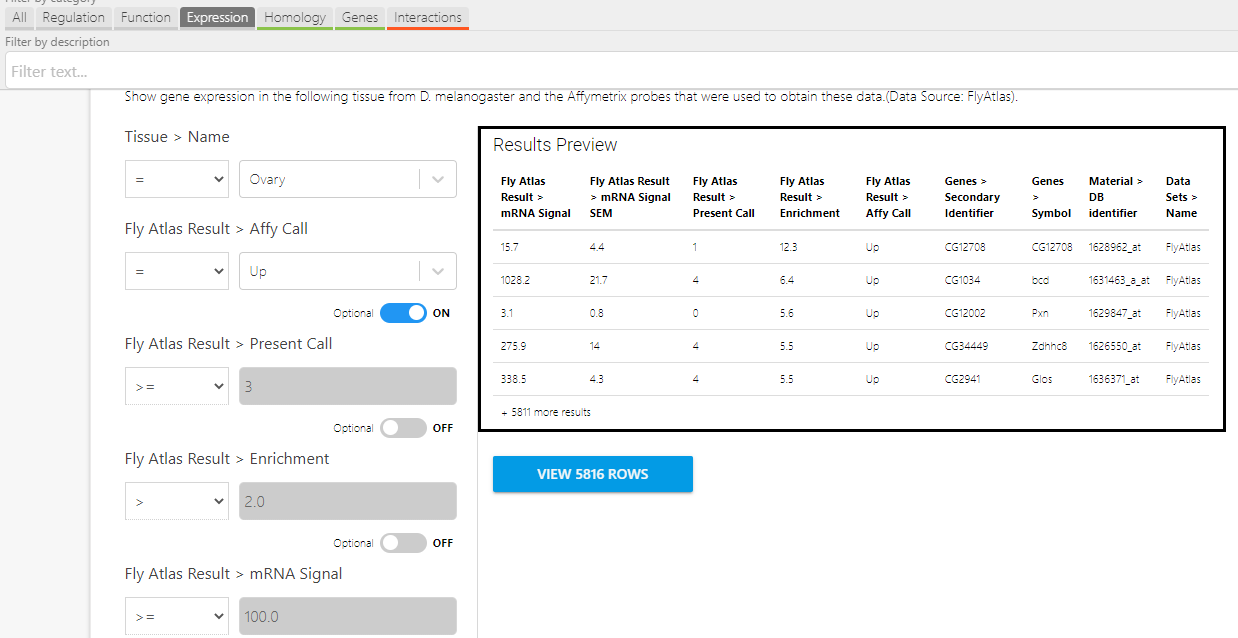 Filter by category
All Regulation Function Expression Homology Genes Interactions
Filter by description
Filter text...
Show gene expression in the following tissue from D. melanogaster and the Affymetrix probes that were used to obtain these data.(Data Source: FlyAtlas).
Tissue > Name
= Ovary
Fly Atlas Result > Affy Call
= Up
Optional ON
Fly Atlas Result > Present Call
>= 3
Optional OFF
Fly Atlas Result > Enrichment
> 2.0
Optional OFF
Fly Atlas Result > mRNA Signal
>= 100.0
Results Preview
Fly Atlas Fly Atlas Result Fly Atlas Fly Atlas Fly Atlas Genes > Genes Material > Data
Result > > mRNA Signal Result > Result > Result > Secondary > DB Sets >
mRNA Signal SEM Present Call Enrichment Affy Call Identifier Symbol identifier Name
15.7 4.4 1 12.3 Up CG12708 CG12708 1628962_at FlyAtlas
1028.2 21.7 4 6.4 Up CG1034 bcd 1631463_a_at FlyAtlas
3.1 0.8 0 5.6 Up CG12002 Pxn 1629847_at FlyAtlas
275.9 14 4 5.5 Up CG34449 Zdhhc8 1626550_at FlyAtlas
338.5 4.3 4 5.5 Up CG2941 Glos 1636371_at FlyAtlas
+ 5811 more results
VIEW 5816 ROWS